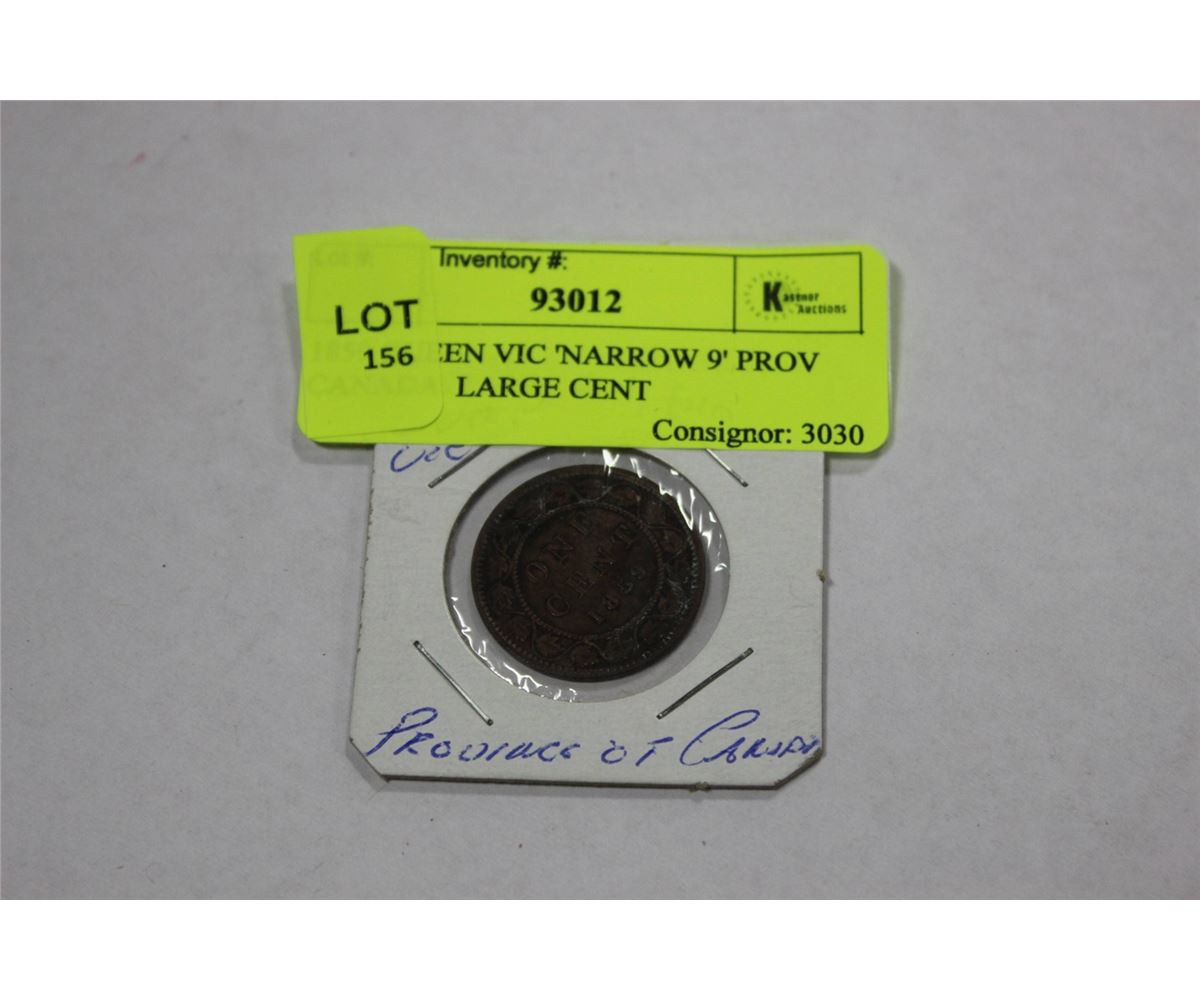 Inventory #:
93012
Kastner Auctions
LOT
156
EEN VIC 'NARROW 9' PROV
LARGE CENT
Consignor: 3030
ONE
CENT
1859
PROVINCE OF CANADA